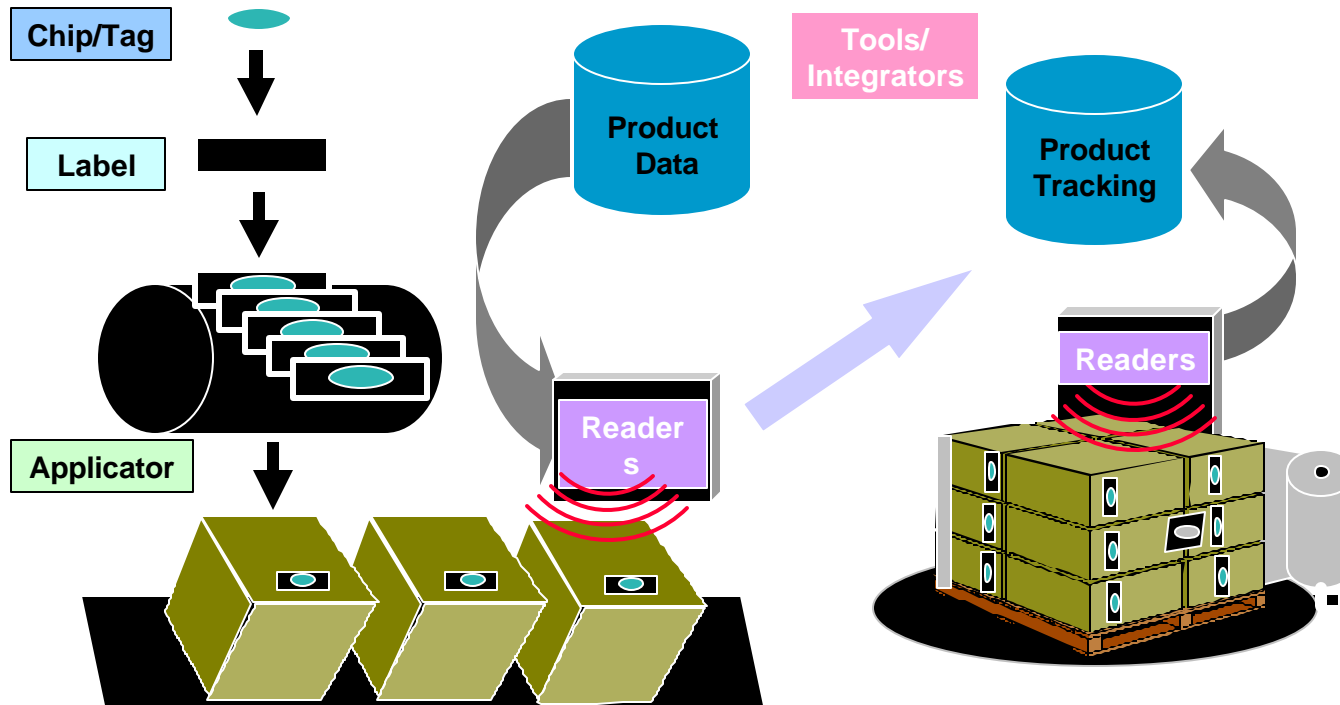 Chip/Tag
Label
Applicator
Product
Data
Reader
s
Tools/
Integrators
Product
Tracking
Readers